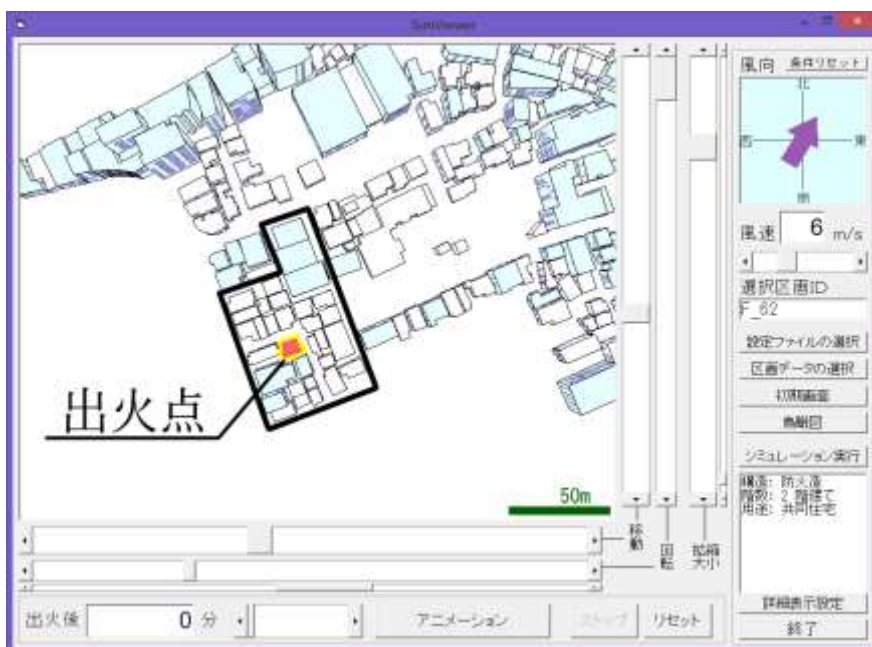 SimViewer
出火点
50m
移動
回転
拡大
縮小
出火後 0 分
アニメーション
ストップ
リセット
風向 条件リセット
北
西 東
南
風速 6 m/s
選択区画ID
F_62
設定ファイルの選択
区画データの選択
初期画面
鳥瞰図
シミュレーション実行
構造: 防火造
階数: 2 階建て
用途: 共同住宅
詳細表示設定
終了